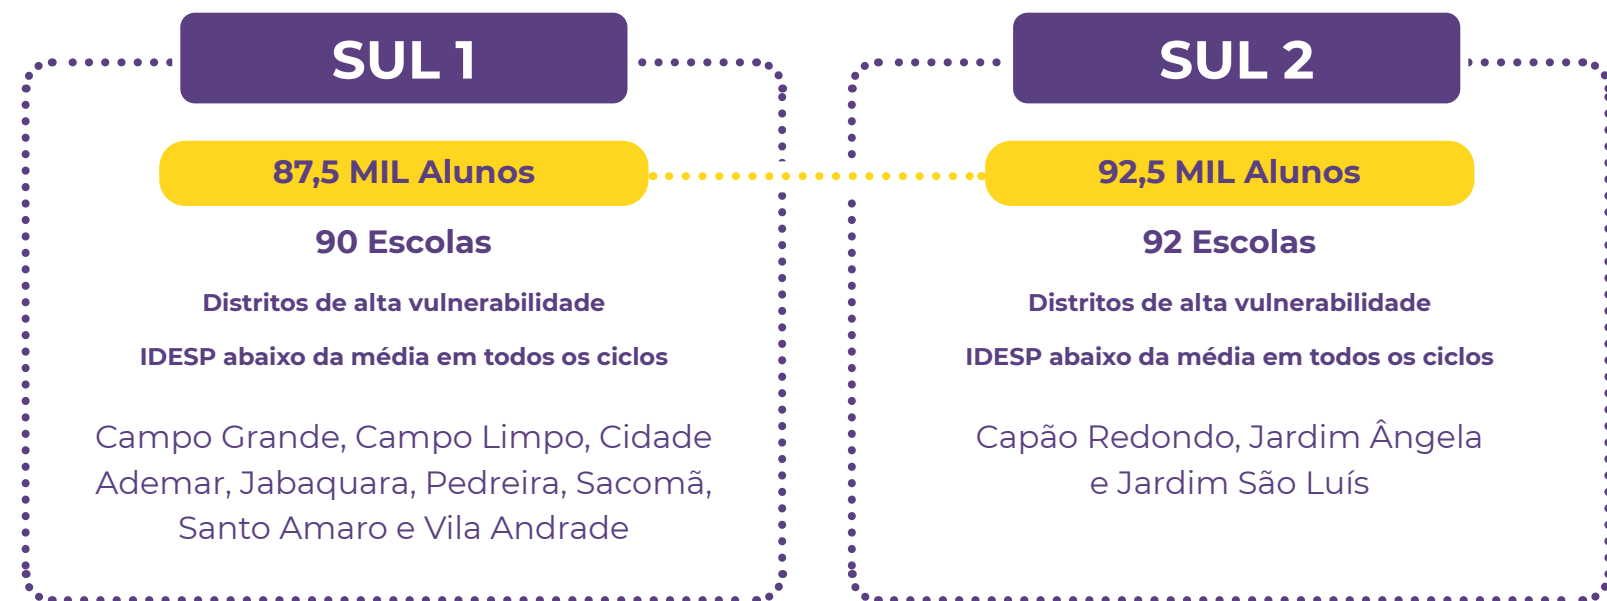 SUL 1
87,5 MIL Alunos
90 Escolas
Distritos de alta vulnerabilidade
IDESP abaixo da média em todos os ciclos
Campo Grande, Campo Limpo, Cidade
Ademar, Jabaquara, Pedreira, Sacomã,
Santo Amaro e Vila Andrade
SUL 2
92,5 MIL Alunos
92 Escolas
Distritos de alta vulnerabilidade
IDESP abaixo da média em todos os ciclos
Capão Redondo, Jardim Ângela
e Jardim São Luís